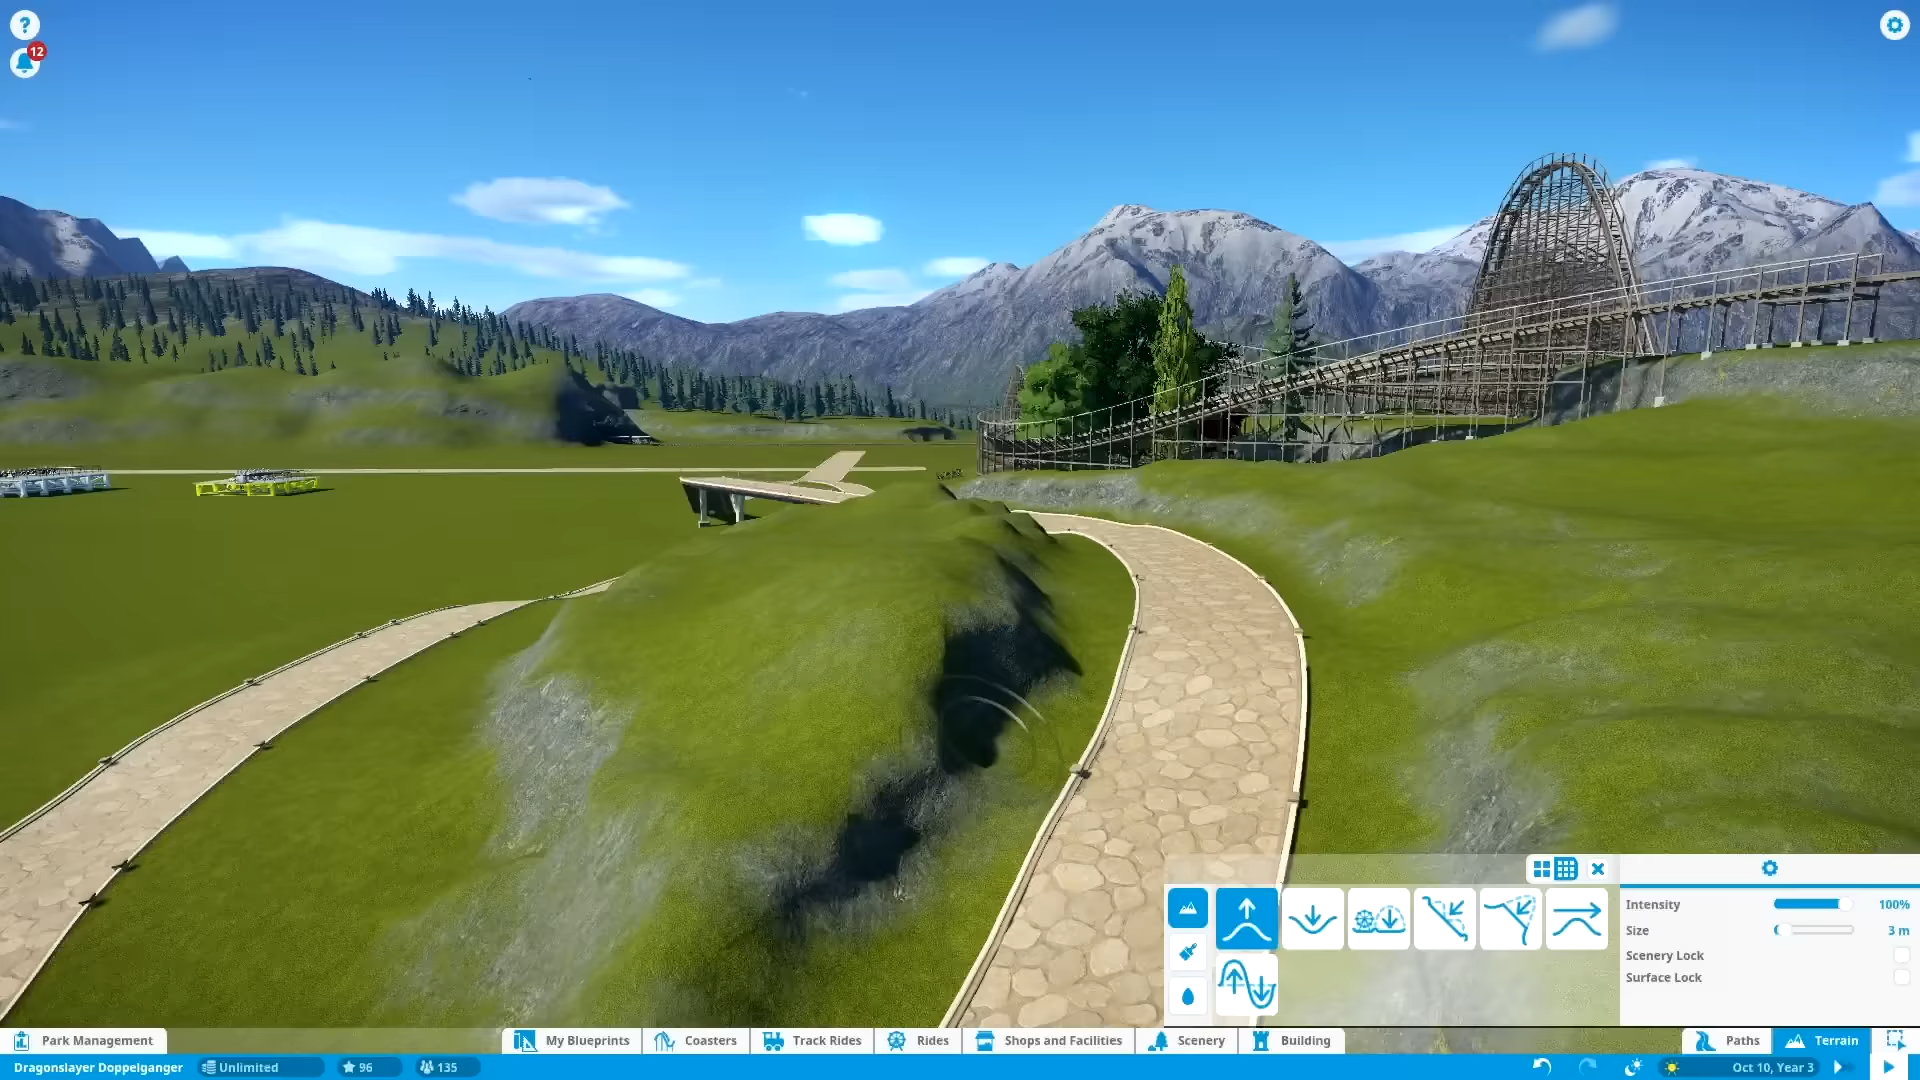 ?
12
Intensity 100%
Size 3 m
Scenery Lock
Surface Lock
Park Management
My Blueprints
Coasters
Track Rides
Rides
Shops and Facilities
Scenery
Building
Paths
Terrain
Dragonslayer Doppelganger
Unlimited
96
135
Oct 10, Year 3